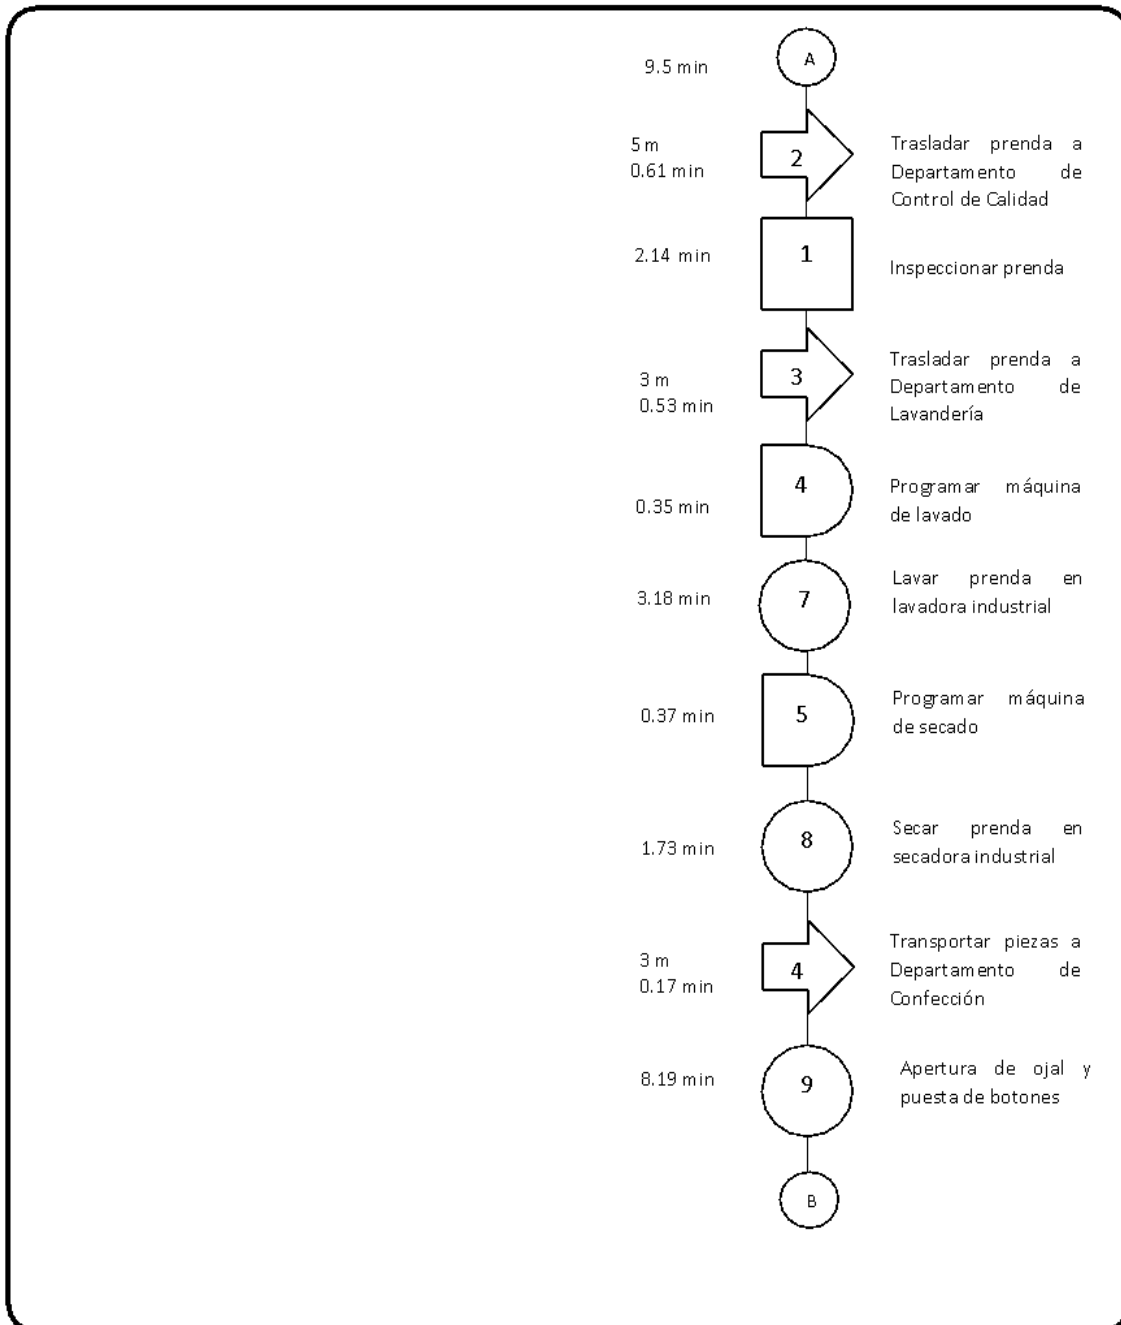 9.5 min
A
5 m
0.61 min
2
Trasladar prenda a
Departamento de
Control de Calidad
2.14 min
1
Inspeccionar prenda
3 m
0.53 min
3
Trasladar prenda a
Departamento de
Lavandería
0.35 min
4
Programar máquina
de lavado
3.18 min
7
Lavar prenda en
lavadora industrial
0.37 min
5
Programar máquina
de secado
1.73 min
8
Secar prenda en
secadora industrial
3 m
0.17 min
4
Transportar piezas a
Departamento de
Confección
8.19 min
9
Apertura de ojal y
puesta de botones
B